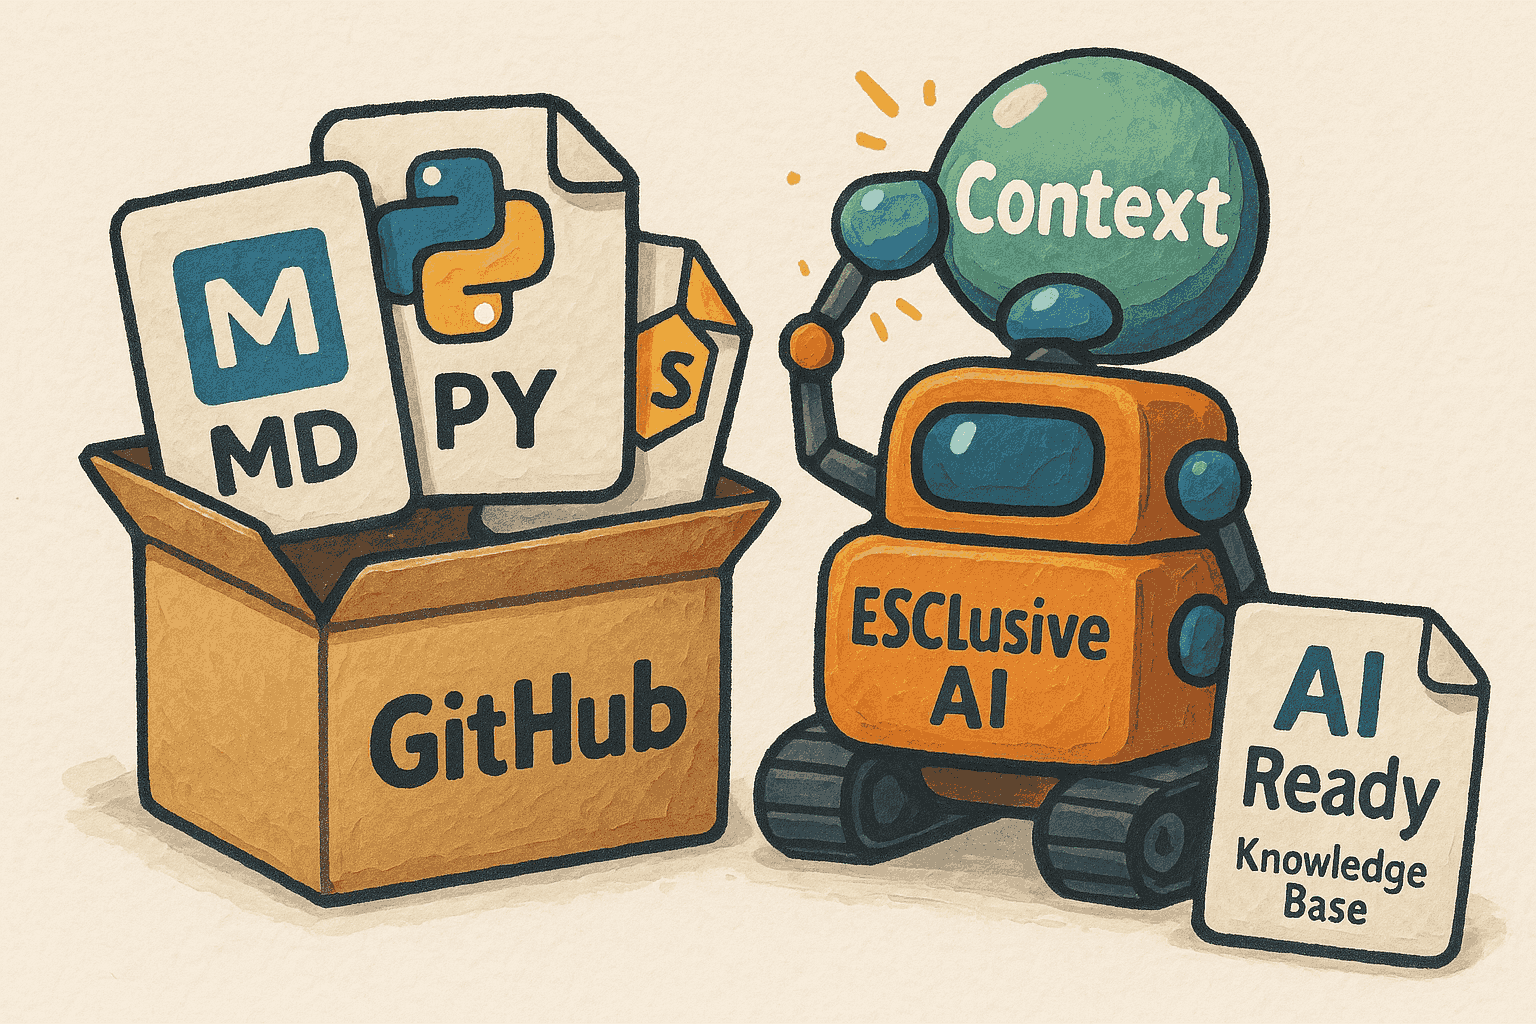 M
MD
PY
S
GitHub
Context
ESCLusive
AI
AI
Ready
Knowledge
Base